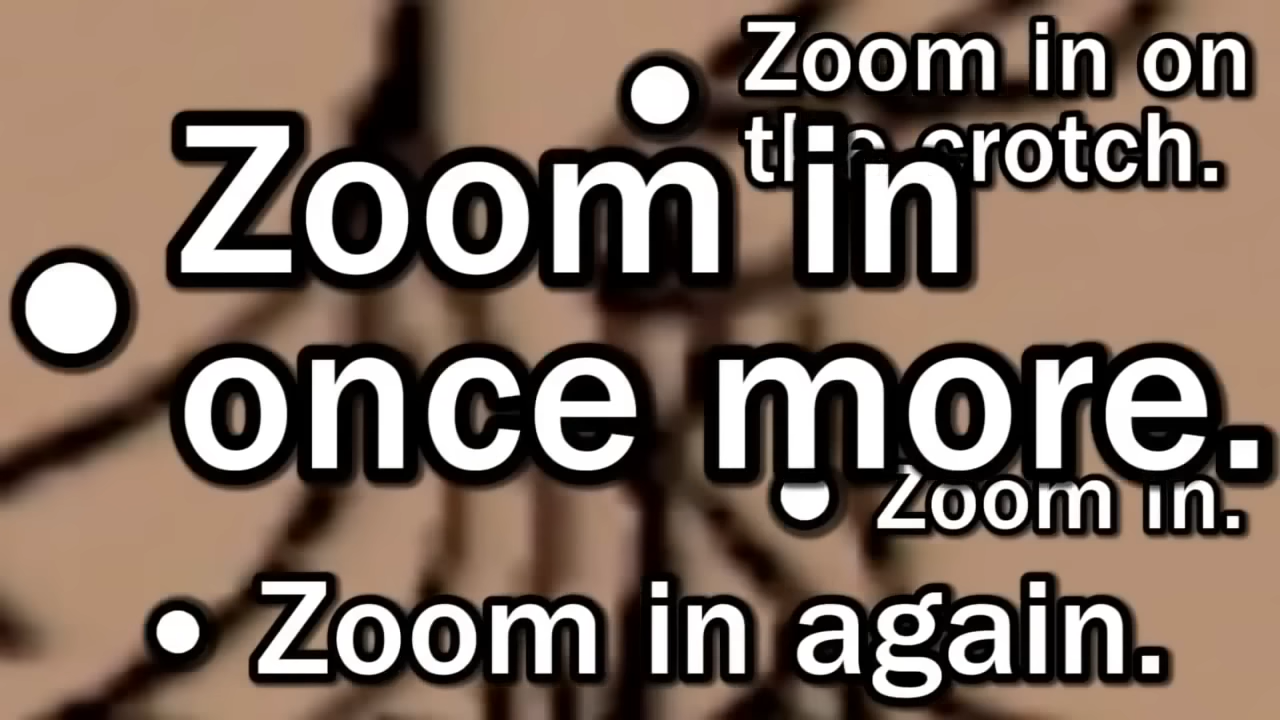 Zoom in on
the crotch.
Zoom in
once more.
Zoom in.
Zoom in again.